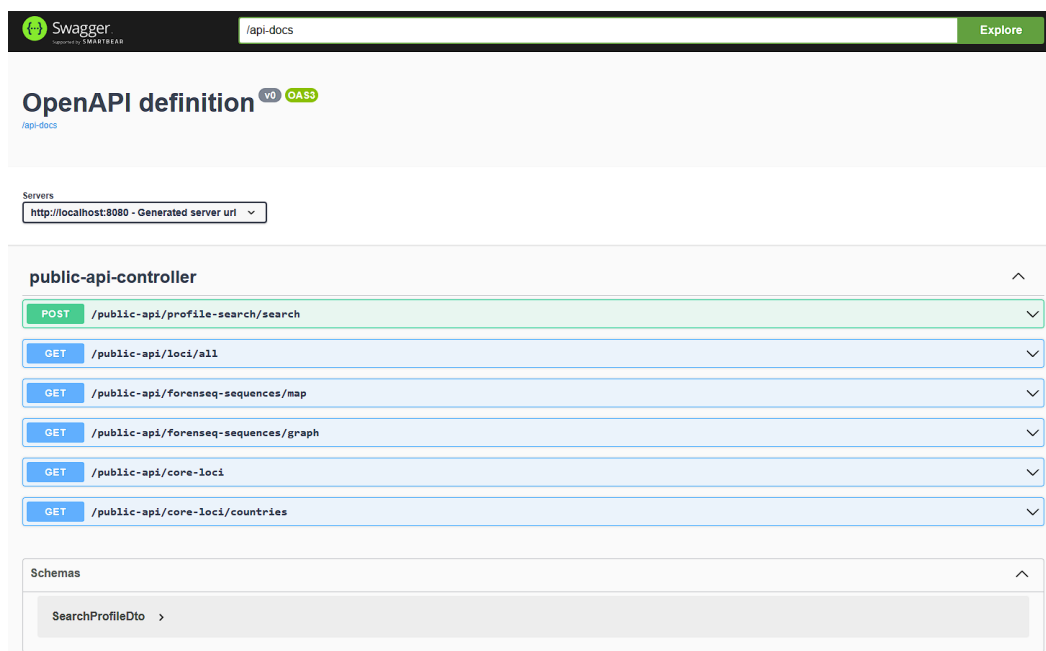 Swagger
Supported by SMARTBEAR
/api-docs
Explore
OpenAPI definition v0 OAS3
/api-docs
Servers
http://localhost:8080 - Generated server url
public-api-controller
POST /public-api/profile-search/search
GET /public-api/loci/all
GET /public-api/forenseq-sequences/map
GET /public-api/forenseq-sequences/graph
GET /public-api/core-loci
GET /public-api/core-loci/countries
Schemas
SearchProfileDto